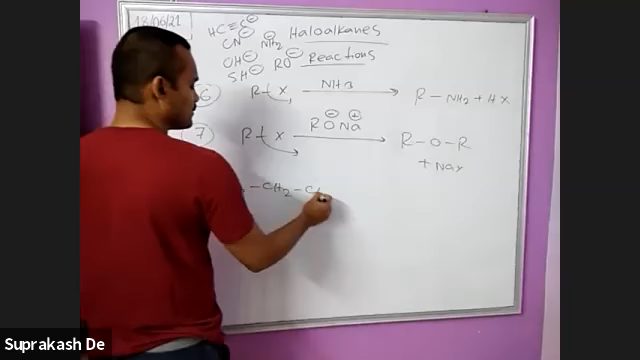 18/06/21
HC≡C⊖ Haloalkanes
CN⊖ NH2⊖
OH⊖ RO⊖ Reactions
SH⊖
6 R–X NH3 → R–NH2 + HX
7 R–X RO⊖Na⊕ → R–O–R
+ NaX
–CH2–C
Suprakash De